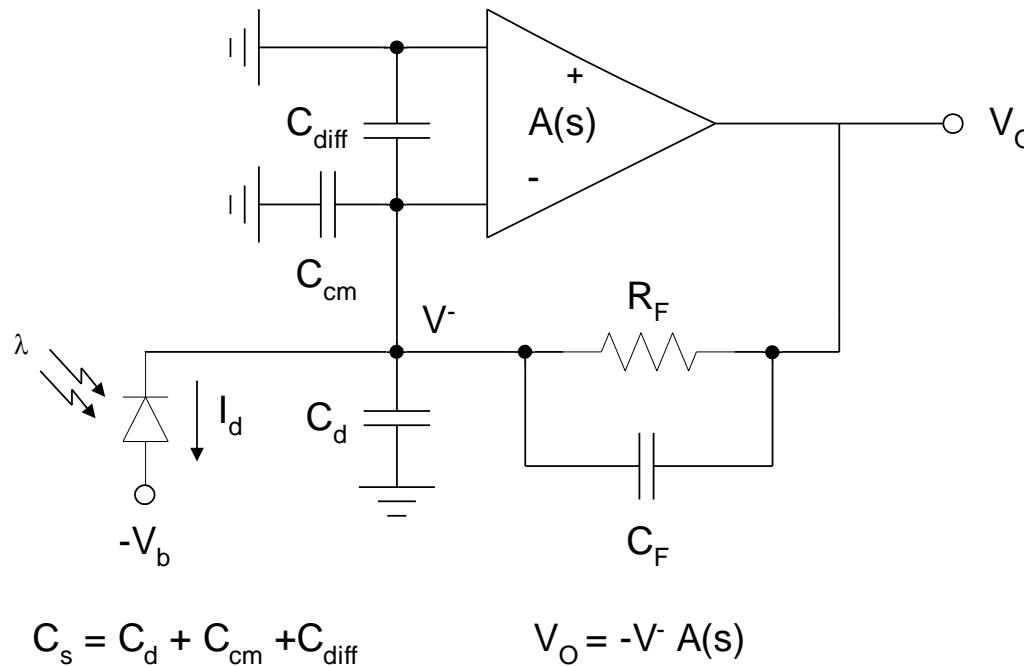 C_diff
+
A(s)
-
V_O
C_cm
R_F
V⁻
λ
I_d
C_d
-V_b
C_F
C_s = C_d + C_cm +C_diff
V_O = -V⁻ A(s)